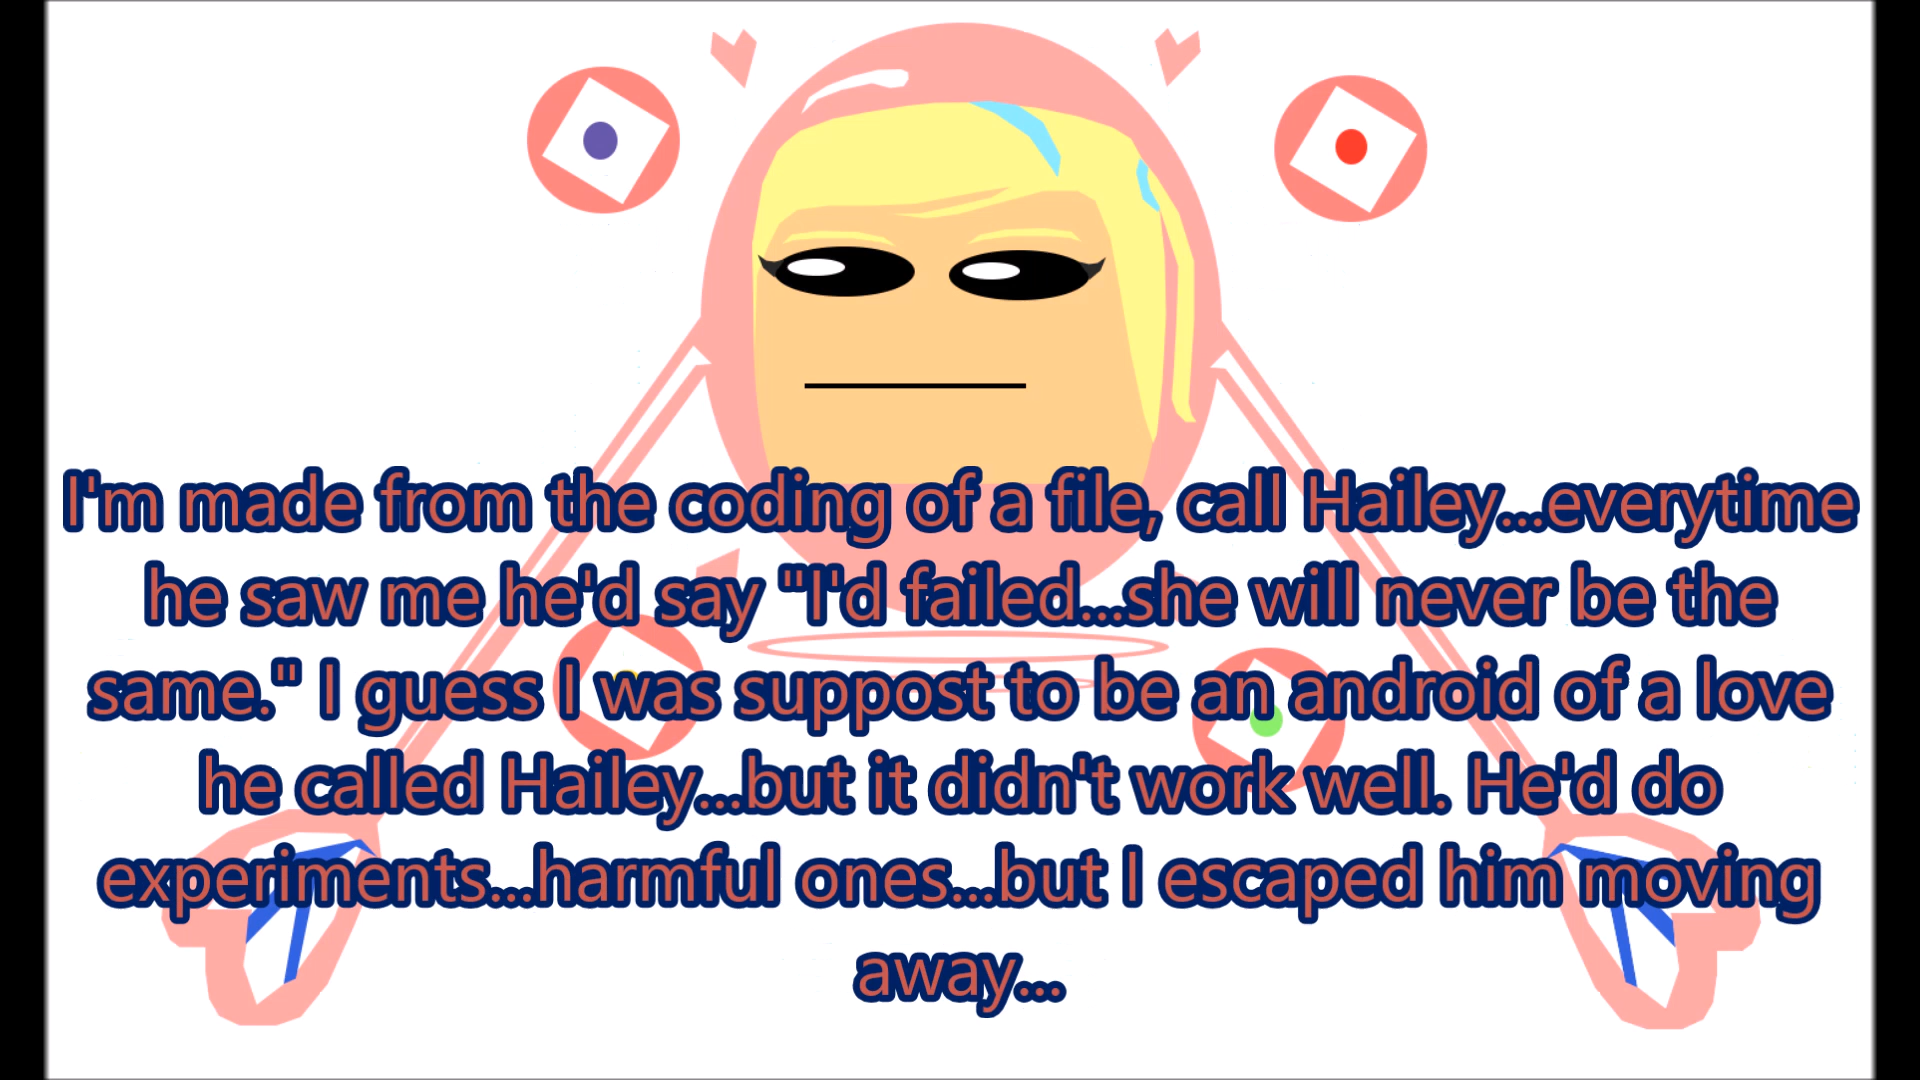 I'm made from the coding of a file, call Hailey...everytime
he saw me he'd say "I'd failed...she will never be the
same." I guess I was suppost to be an android of a love
he called Hailey...but it didn't work well. He'd do
experiments...harmful ones...but I escaped him moving
away...